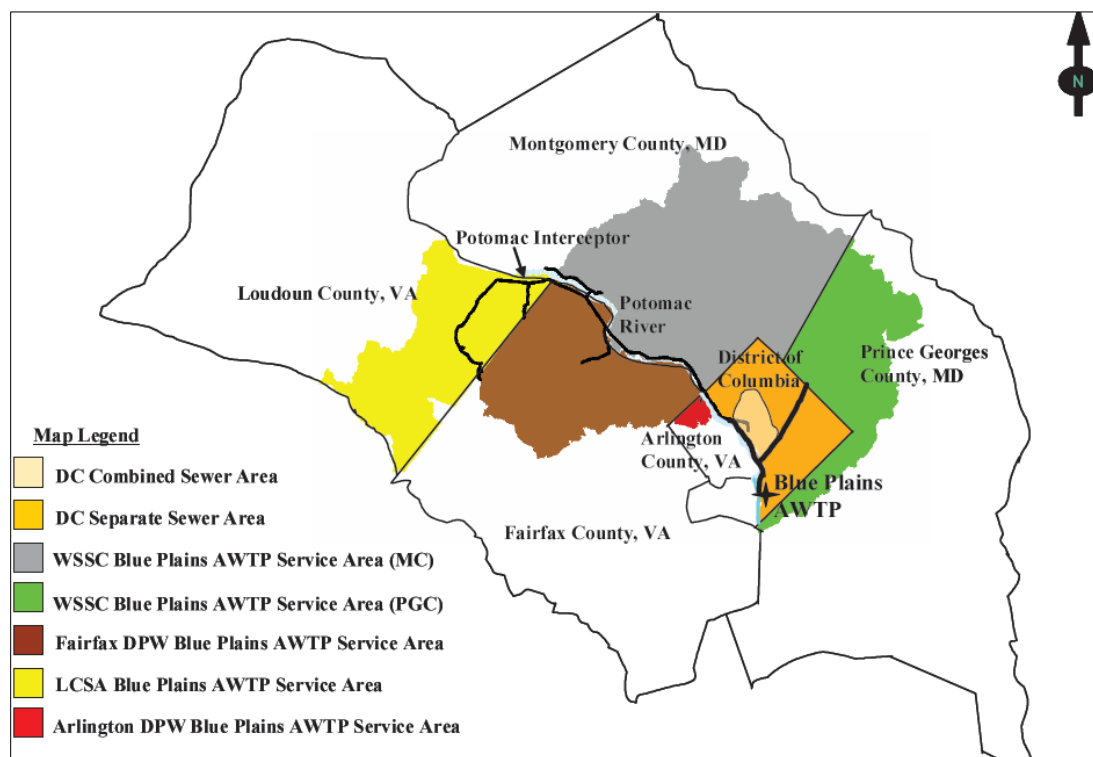 N
Montgomery County, MD
Potomac Interceptor
Loudoun County, VA
Potomac
River
District of
Columbia
Prince Georges
County, MD
Arlington
County, VA
Blue Plains
AWTP
Fairfax County, VA
Map Legend
DC Combined Sewer Area
DC Separate Sewer Area
WSSC Blue Plains AWTP Service Area (MC)
WSSC Blue Plains AWTP Service Area (PGC)
Fairfax DPW Blue Plains AWTP Service Area
LCSA Blue Plains AWTP Service Area
Arlington DPW Blue Plains AWTP Service Area